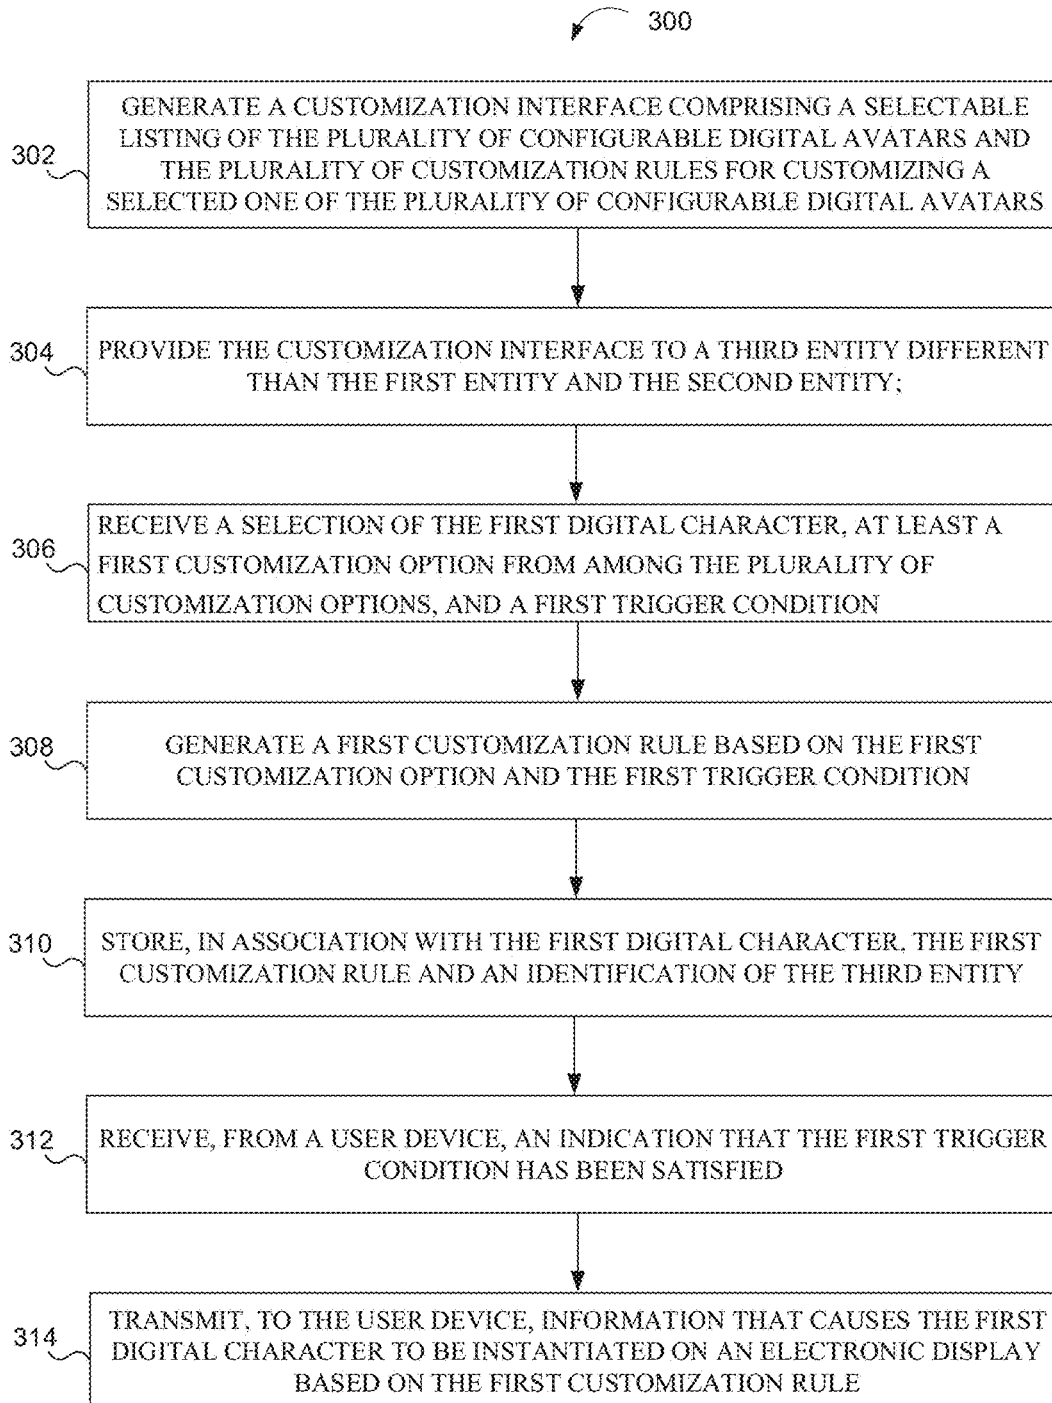 300
302
GENERATE A CUSTOMIZATION INTERFACE COMPRISING A SELECTABLE
LISTING OF THE PLURALITY OF CONFIGURABLE DIGITAL AVATARS AND
THE PLURALITY OF CUSTOMIZATION RULES FOR CUSTOMIZING A
SELECTED ONE OF THE PLURALITY OF CONFIGURABLE DIGITAL AVATARS
304
PROVIDE THE CUSTOMIZATION INTERFACE TO A THIRD ENTITY DIFFERENT
THAN THE FIRST ENTITY AND THE SECOND ENTITY;
306
RECEIVE A SELECTION OF THE FIRST DIGITAL CHARACTER, AT LEAST A
FIRST CUSTOMIZATION OPTION FROM AMONG THE PLURALITY OF
CUSTOMIZATION OPTIONS, AND A FIRST TRIGGER CONDITION
308
GENERATE A FIRST CUSTOMIZATION RULE BASED ON THE FIRST
CUSTOMIZATION OPTION AND THE FIRST TRIGGER CONDITION
310
STORE, IN ASSOCIATION WITH THE FIRST DIGITAL CHARACTER, THE FIRST
CUSTOMIZATION RULE AND AN IDENTIFICATION OF THE THIRD ENTITY
312
RECEIVE, FROM A USER DEVICE, AN INDICATION THAT THE FIRST TRIGGER
CONDITION HAS BEEN SATISFIED
314
TRANSMIT, TO THE USER DEVICE, INFORMATION THAT CAUSES THE FIRST
DIGITAL CHARACTER TO BE INSTANTIATED ON AN ELECTRONIC DISPLAY
BASED ON THE FIRST CUSTOMIZATION RULE